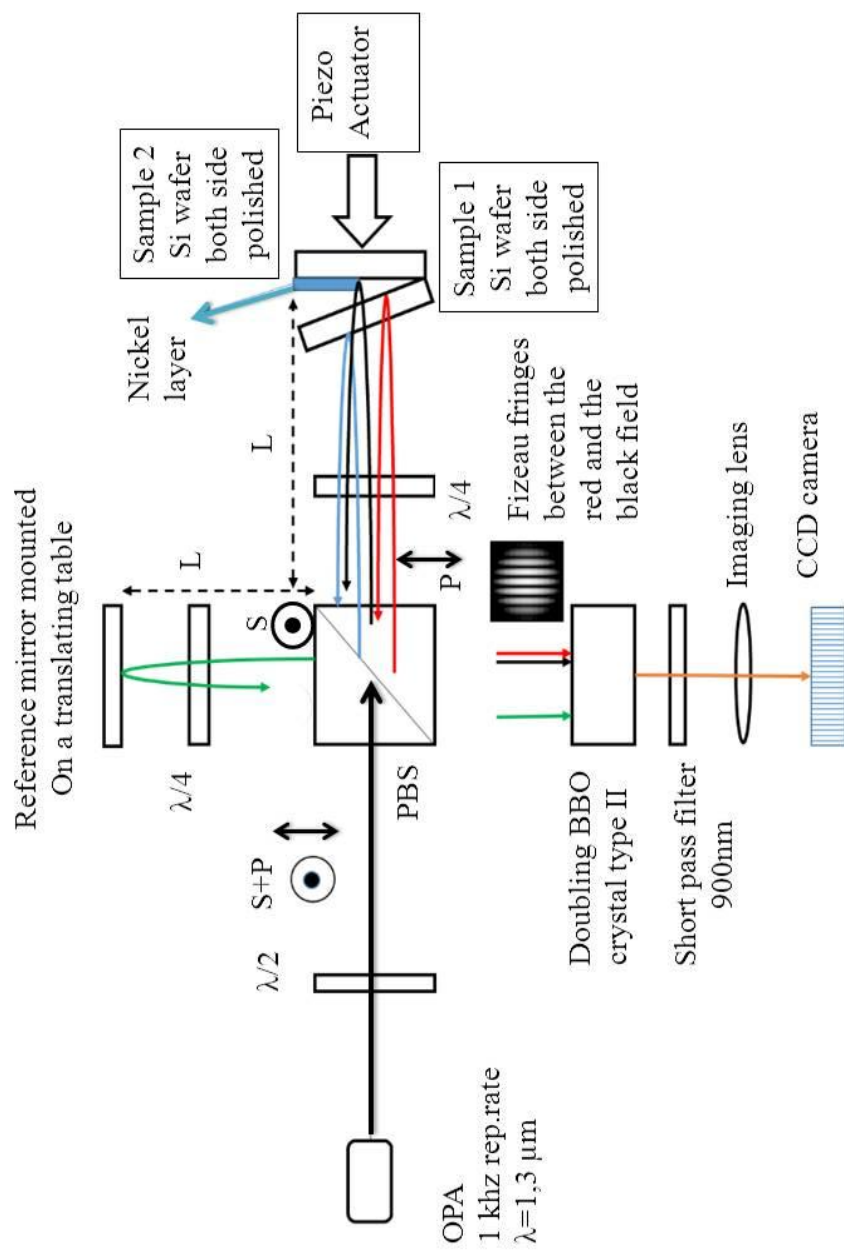 Reference mirror mounted
On a translating table
λ/4
L
S
L
Nickel
layer
Sample 2
Si wafer
both side
polished
Piezo
Actuator
S+P
λ/2
OPA
1 khz rep.rate
λ=1,3 μm
PBS
P
λ/4
Sample 1
Si wafer
both side
polished
Fizeau fringes
between the
red and the
black field
Doubling BBO
crystal type II
Short pass filter
900nm
Imaging lens
CCD camera